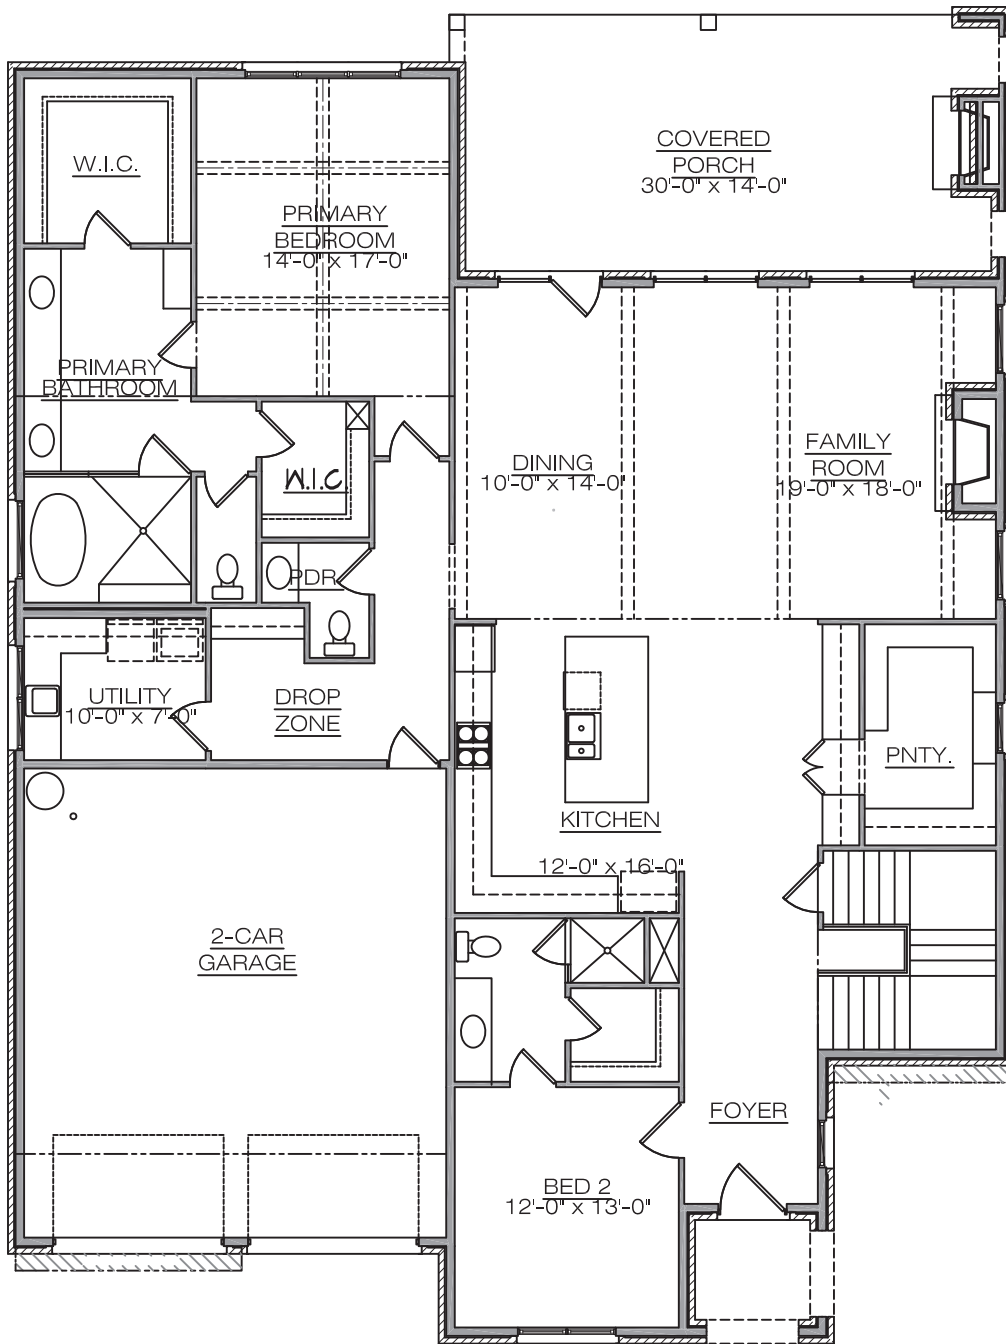 COVERED
PORCH
30'-0" x 14'-0"
W.I.C.
PRIMARY
BEDROOM
14'-0" x 17'-0"
PRIMARY
BATHROOM
W.I.C
DINING
10'-0" x 14'-0"
FAMILY
ROOM
19'-0" x 18'-0"
PDR
UTILITY
10'-0" x 7'-0"
DROP
ZONE
PNTY.
KITCHEN
12'-0" x 16'-0"
2-CAR
GARAGE
FOYER
BED 2
12'-0" x 13'-0"